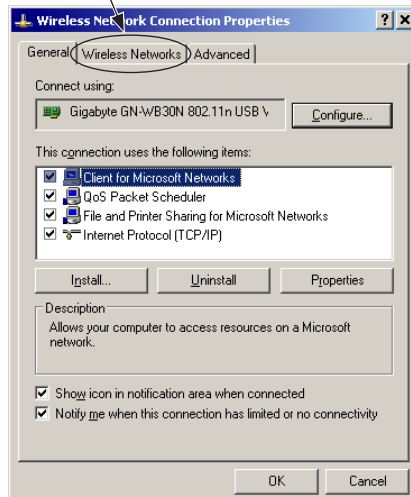 Wireless Network Connection Properties
General Wireless Networks Advanced
Connect using:
Gigabyte GN-WB30N 802.11n USB
Configure...
This connection uses the following items:
Client for Microsoft Networks
QoS Packet Scheduler
File and Printer Sharing for Microsoft Networks
Internet Protocol (TCP/IP)
Install... Uninstall Properties
Description
Allows your computer to access resources on a Microsoft
network.
Show icon in notification area when connected
Notify me when this connection has limited or no connectivity
OK Cancel